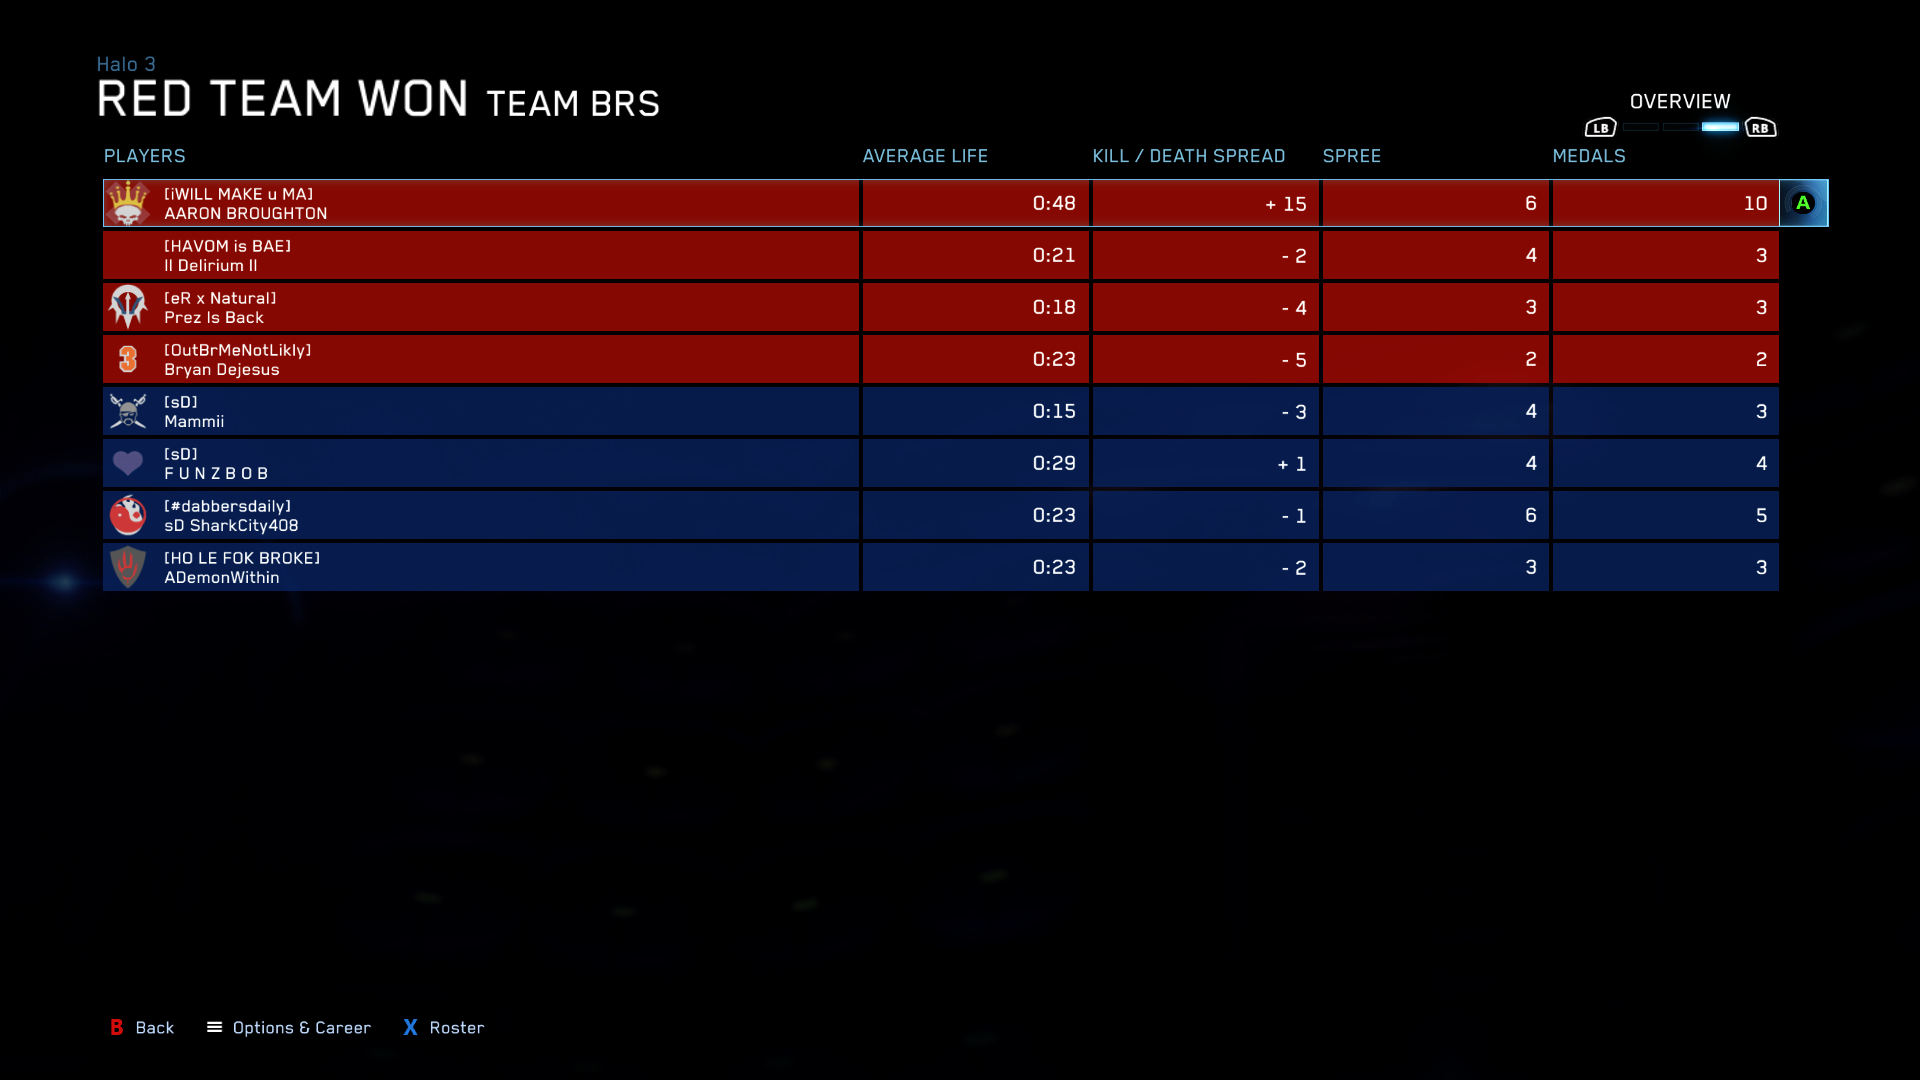 Halo 3
RED TEAM WON TEAM BRS
OVERVIEW
LB RB
PLAYERS AVERAGE LIFE KILL / DEATH SPREAD SPREE MEDALS
[iWILL MAKE u MA]
AARON BROUGHTON 0:48 + 15 6 10 A
[HAVOM is BAE]
II Delirium II 0:21 - 2 4 3
[eR x Natural]
Prez Is Back 0:18 - 4 3 3
3 [OutBrMeNotLikly]
Bryan Dejesus 0:23 - 5 2 2
[sD]
Mammii 0:15 - 3 4 3
[sD]
F U N Z B O B 0:29 + 1 4 4
[#dabbersdaily]
sD SharkCity408 0:23 - 1 6 5
[HO LE FOK BROKE]
ADemonWithin 0:23 - 2 3 3
B Back Options & Career X Roster